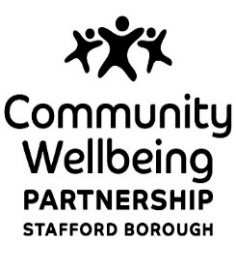 Community
Wellbeing
PARTNERSHIP
STAFFORD BOROUGH